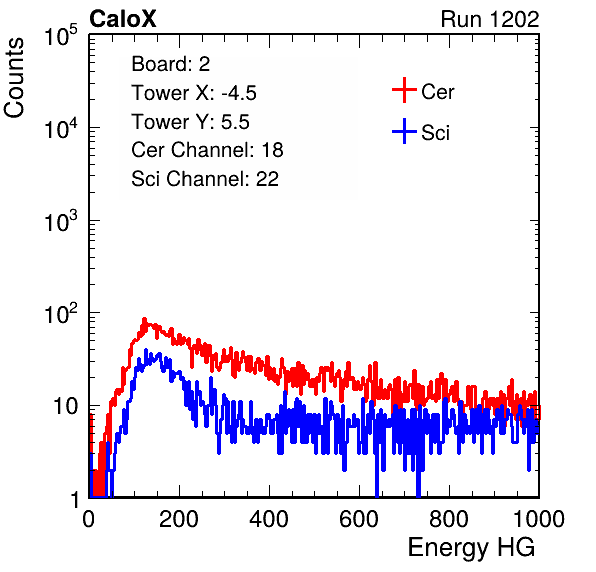 CaloX
Run 1202
Counts
10^5
10^4
10^3
10^2
10
1
Board: 2
Tower X: -4.5
Tower Y: 5.5
Cer Channel: 18
Sci Channel: 22
Cer
Sci
0 200 400 600 800 1000
Energy HG